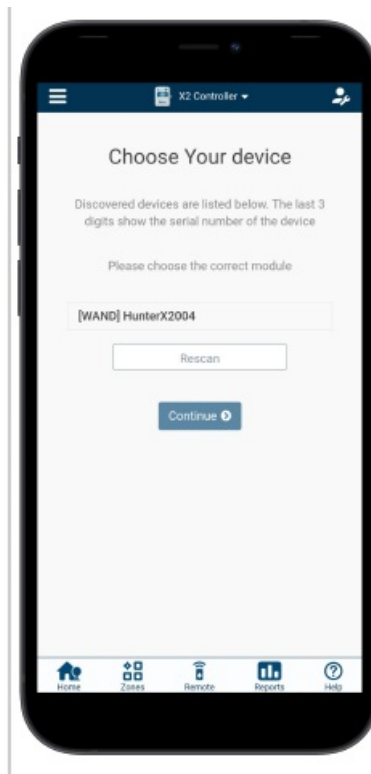 X2 Controller
Choose Your device
Discovered devices are listed below. The last 3
digits show the serial number of the device
Please choose the correct module
[WAND] HunterX2004
Rescan
Continue
Home Zones Remote Reports Help